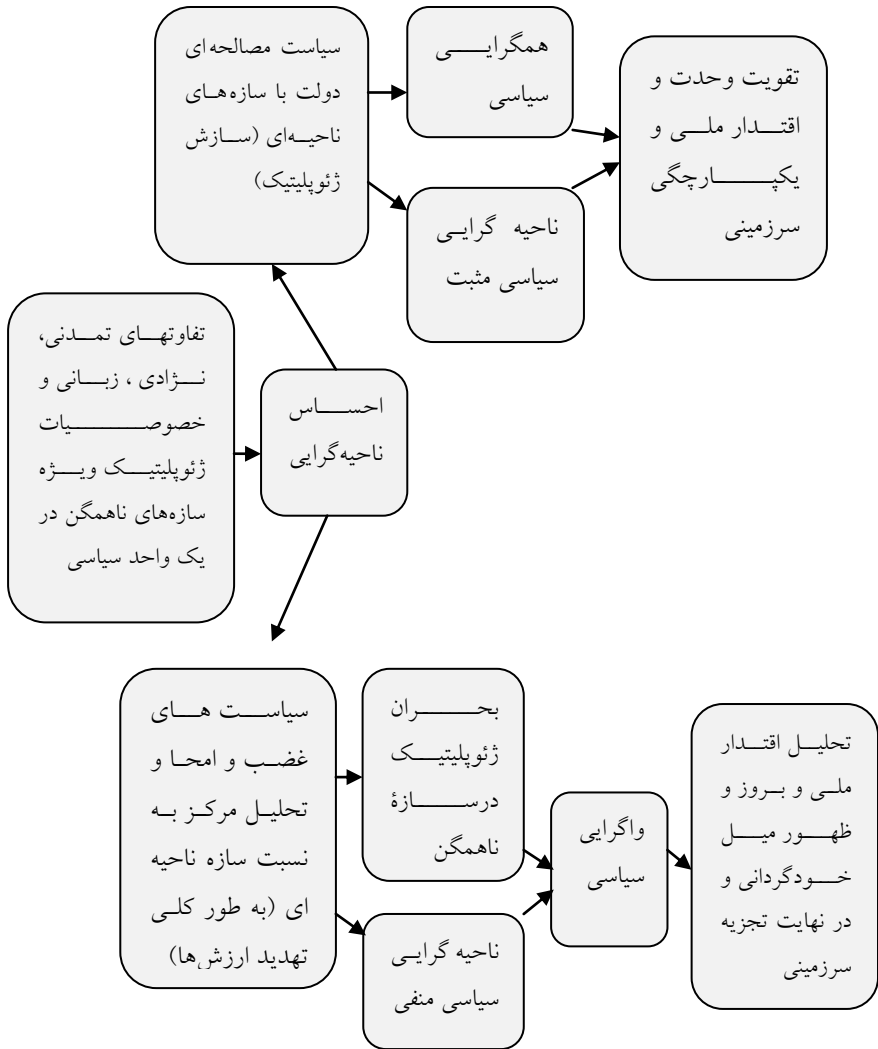 سیاست مصالحه‌ای
دولت با سازه‌های
ناحیه‌ای (سازش
ژئوپلیتیک)
همگرایی
سیاسی
تقویت وحدت و
اقتدار ملی و
یکپارچگی
سرزمینی
ناحیه گرایی
سیاسی مثبت
تفاوتهای تمدنی،
نژادی ، زبانی و
خصوصیات
ژئوپلیتیک ویژه
سازه‌های ناهمگن در
یک واحد سیاسی
احساس
ناحیه‌گرایی
سیاست های
غضب و امحا و
تحلیل مرکز به
نسبت سازه ناحیه
ای (به طور کلی
تهدید ارزش‌ها)
بحران
ژئوپلیتیک
درسازۀ
ناهمگن
ناحیه گرایی
سیاسی منفی
واگرایی
سیاسی
تحلیل اقتدار
ملی و بروز و
ظهور میل
خودگردانی و
در نهایت تجزیه
سرزمینی